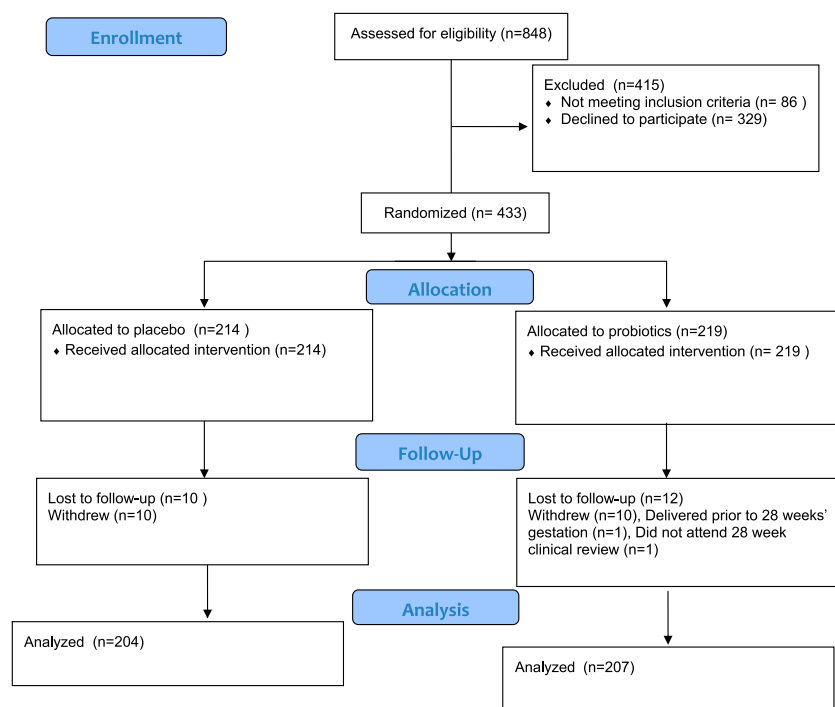 Enrollment
Assessed for eligibility (n=848)
Excluded (n=415)
♦ Not meeting inclusion criteria (n= 86 )
♦ Declined to participate (n= 329)
Randomized (n= 433)
Allocation
Allocated to placebo (n=214 )
♦ Received allocated intervention (n=214)
Allocated to probiotics (n=219)
♦ Received allocated intervention (n= 219 )
Follow-Up
Lost to follow-up (n=10 )
Withdrew (n=10)
Lost to follow-up (n=12)
Withdrew (n=10), Delivered prior to 28 weeks’
gestation (n=1), Did not attend 28 week
clinical review (n=1)
Analysis
Analyzed (n=204)
Analyzed (n=207)